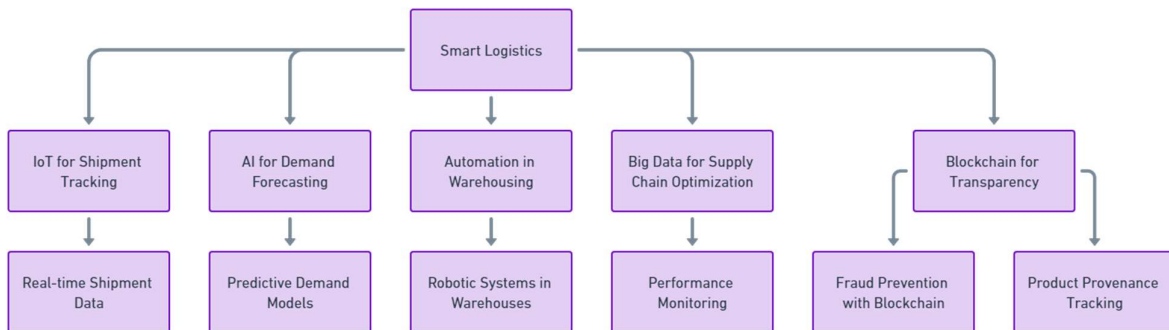 Smart Logistics
IoT for Shipment
Tracking
AI for Demand
Forecasting
Automation in
Warehousing
Big Data for Supply
Chain Optimization
Blockchain for
Transparency
Real-time Shipment
Data
Predictive Demand
Models
Robotic Systems in
Warehouses
Performance
Monitoring
Fraud Prevention
with Blockchain
Product Provenance
Tracking